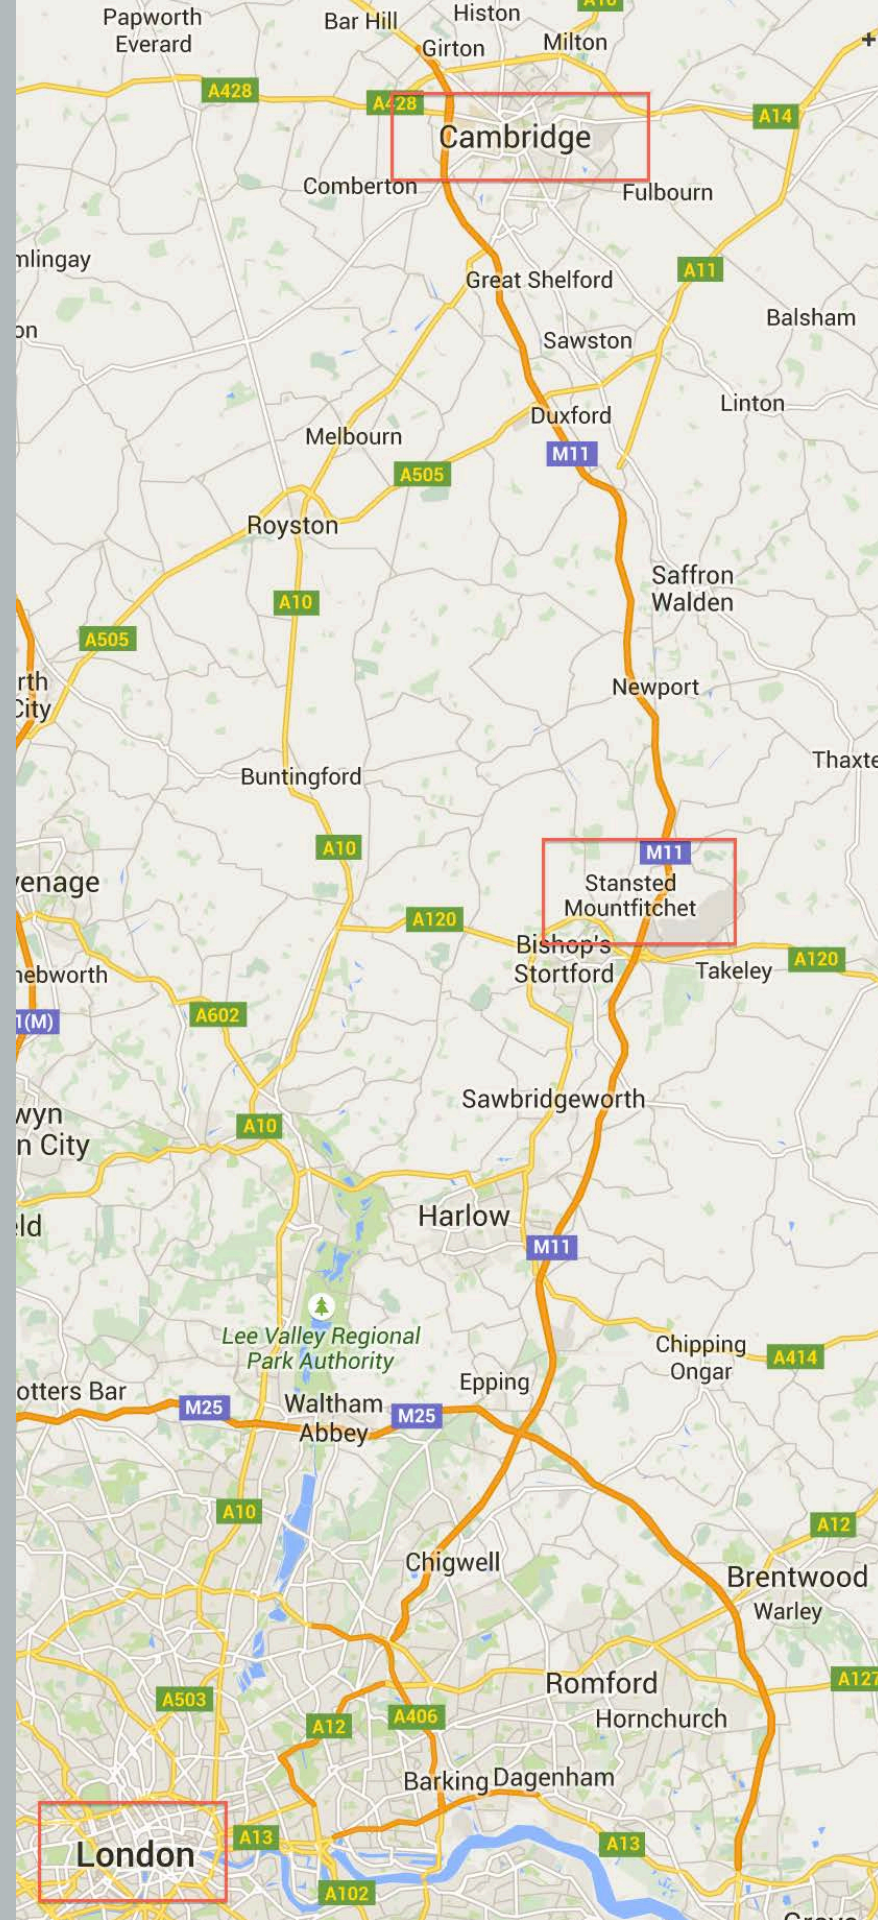 Papworth
Everard
Bar Hill
Histon
Girton
Milton
A428
A428
A14
Cambridge
Comberton
Fulbourn
mlingay
A11
Great Shelford
Balsham
on
Sawston
Linton
Duxford
Melbourn
M11
A505
Royston
Saffron
Walden
A10
A505
rth
City
Newport
Buntingford
Thaxte
A10
M11
Stansted
Mountfitchet
venage
A120
Bishop's
Stortford
A120
Takeley
nebworth
A602
1(M)
Sawbridgeworth
wyn
n City
A10
Harlow
eld
M11
Lee Valley Regional
Park Authority
Chipping
Ongar
A414
Epping
otters Bar
M25
Waltham
Abbey
M25
A10
A12
Chigwell
Brentwood
Warley
Romford
A127
A503
A12
A406
Hornchurch
Barking
Dagenham
A13
A13
London
A102